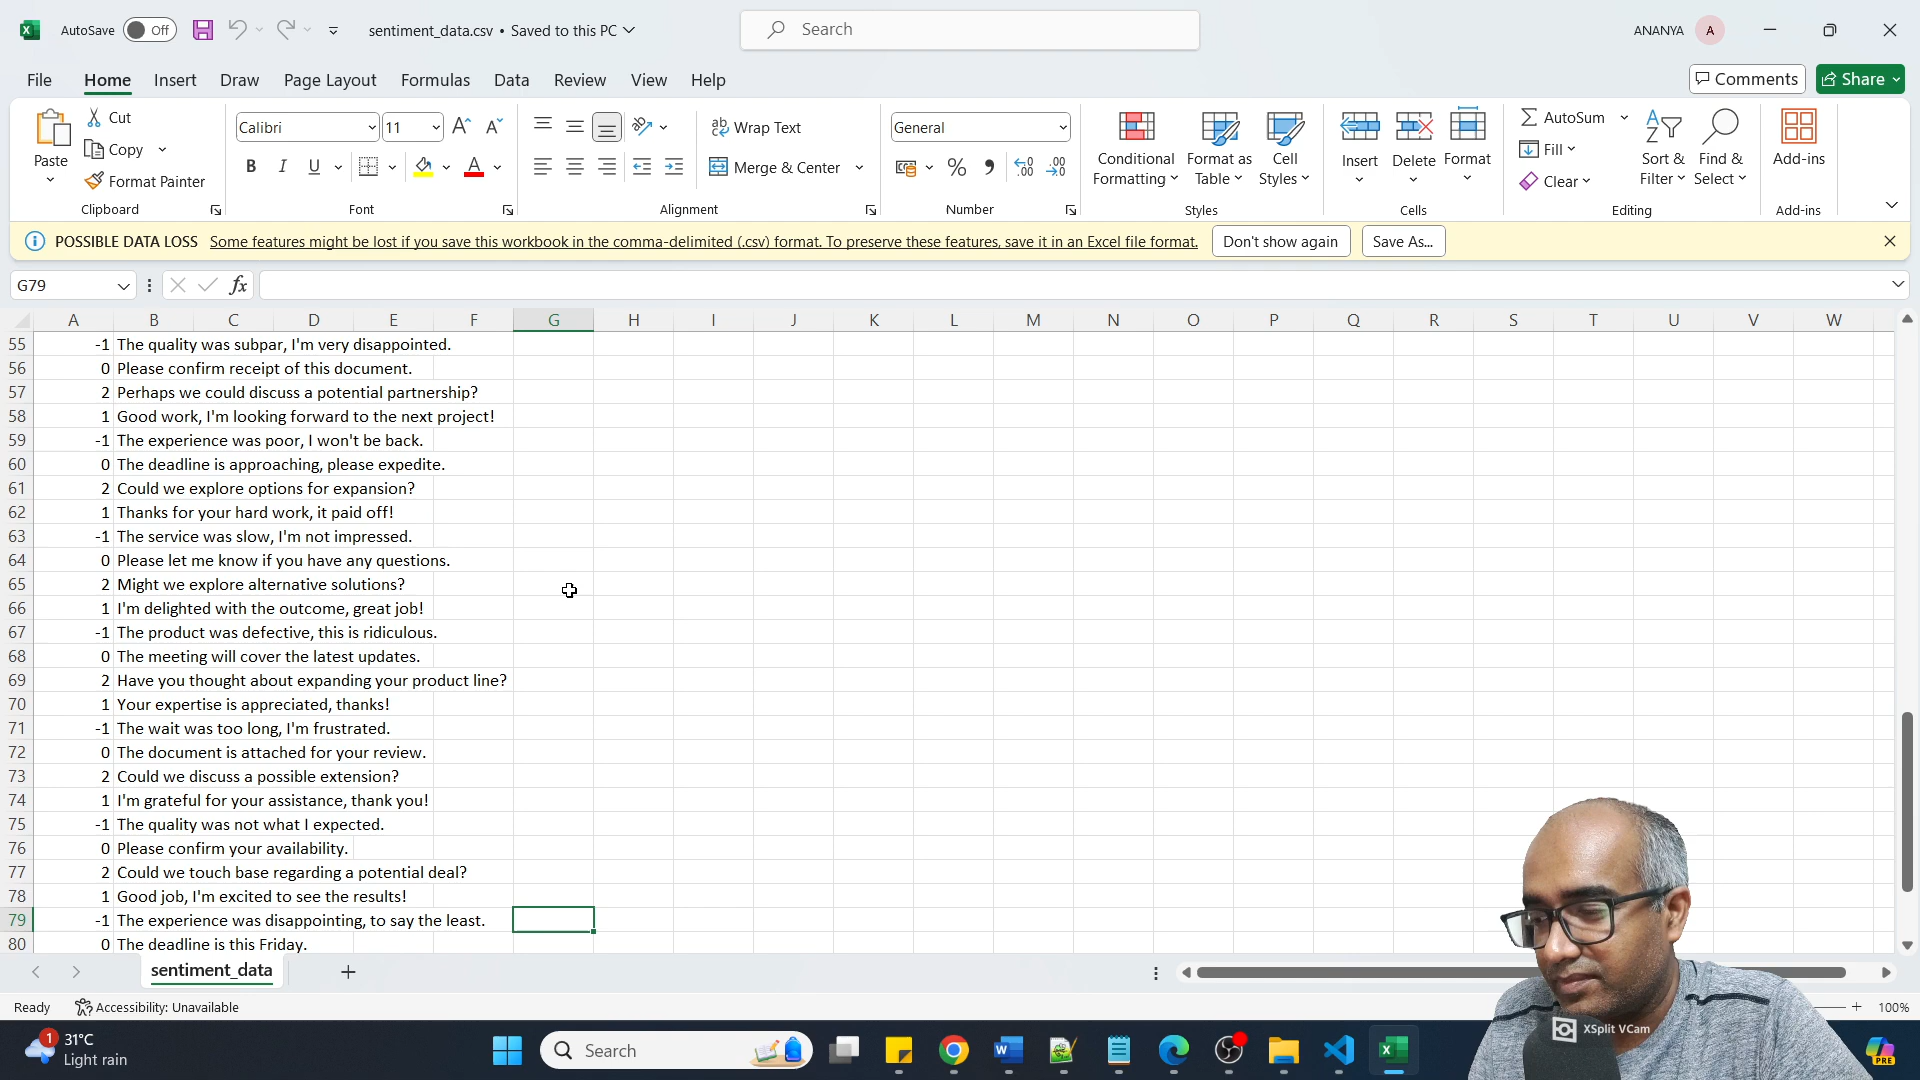 AutoSave Off sentiment_data.csv • Saved to this PC Search ANANYA A
File Home Insert Draw Page Layout Formulas Data Review View Help Comments Share
Paste Cut Copy Format Painter Clipboard
Calibri 11 B I U A Font
ab Wrap Text Merge & Center Alignment
General % Number
Conditional Formatting Format as Table Cell Styles Styles
Insert Delete Format Cells
AutoSum Fill Clear Sort & Filter Find & Select Editing
Add-ins Add-ins
POSSIBLE DATA LOSS Some features might be lost if you save this workbook in the comma-delimited (.csv) format. To preserve these features, save it in an Excel file format. Don't show again Save As...
G79 fx
A B C D E F G H I J K L M N O P Q R S T U V W
55 -1 The quality was subpar, I'm very disappointed.
56 0 Please confirm receipt of this document.
57 2 Perhaps we could discuss a potential partnership?
58 1 Good work, I'm looking forward to the next project!
59 -1 The experience was poor, I won't be back.
60 0 The deadline is approaching, please expedite.
61 2 Could we explore options for expansion?
62 1 Thanks for your hard work, it paid off!
63 -1 The service was slow, I'm not impressed.
64 0 Please let me know if you have any questions.
65 2 Might we explore alternative solutions?
66 1 I'm delighted with the outcome, great job!
67 -1 The product was defective, this is ridiculous.
68 0 The meeting will cover the latest updates.
69 2 Have you thought about expanding your product line?
70 1 Your expertise is appreciated, thanks!
71 -1 The wait was too long, I'm frustrated.
72 0 The document is attached for your review.
73 2 Could we discuss a possible extension?
74 1 I'm grateful for your assistance, thank you!
75 -1 The quality was not what I expected.
76 0 Please confirm your availability.
77 2 Could we touch base regarding a potential deal?
78 1 Good job, I'm excited to see the results!
79 -1 The experience was disappointing, to say the least.
80 0 The deadline is this Friday.
sentiment_data
Ready Accessibility: Unavailable 100%
XSplit VCam
1 31°C
Light rain
Search
PRE